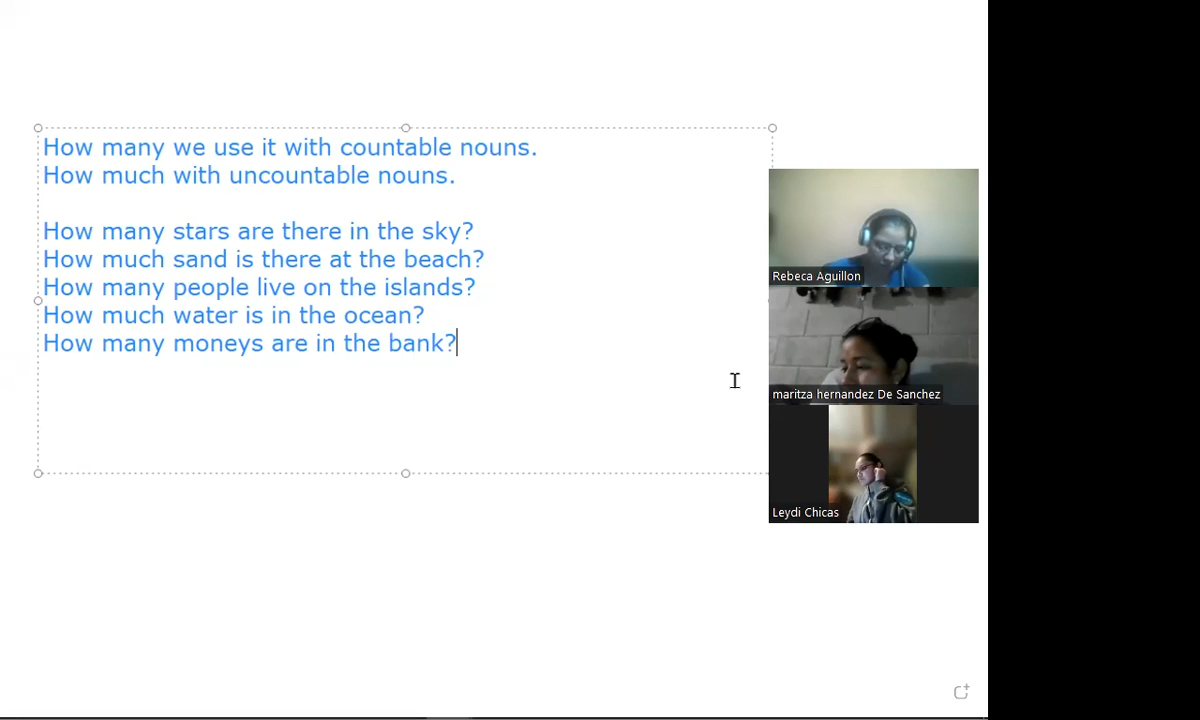 How many we use it with countable nouns.
How much with uncountable nouns.
How many stars are there in the sky?
How much sand is there at the beach?
How many people live on the islands?
How much water is in the ocean?
How many moneys are in the bank?
Rebeca Aguillon
maritza hernandez De Sanchez
Leydi Chicas